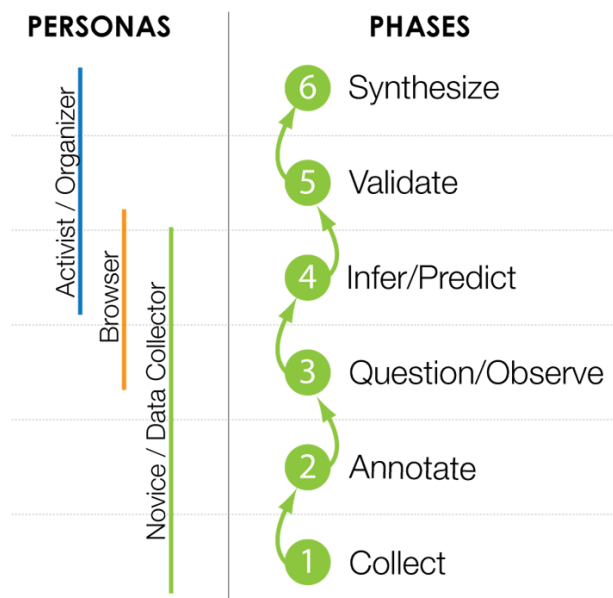 PERSONAS
PHASES
Activist / Organizer
Browser
Novice / Data Collector
6 Synthesize
5 Validate
4 Infer/Predict
3 Question/Observe
2 Annotate
1 Collect